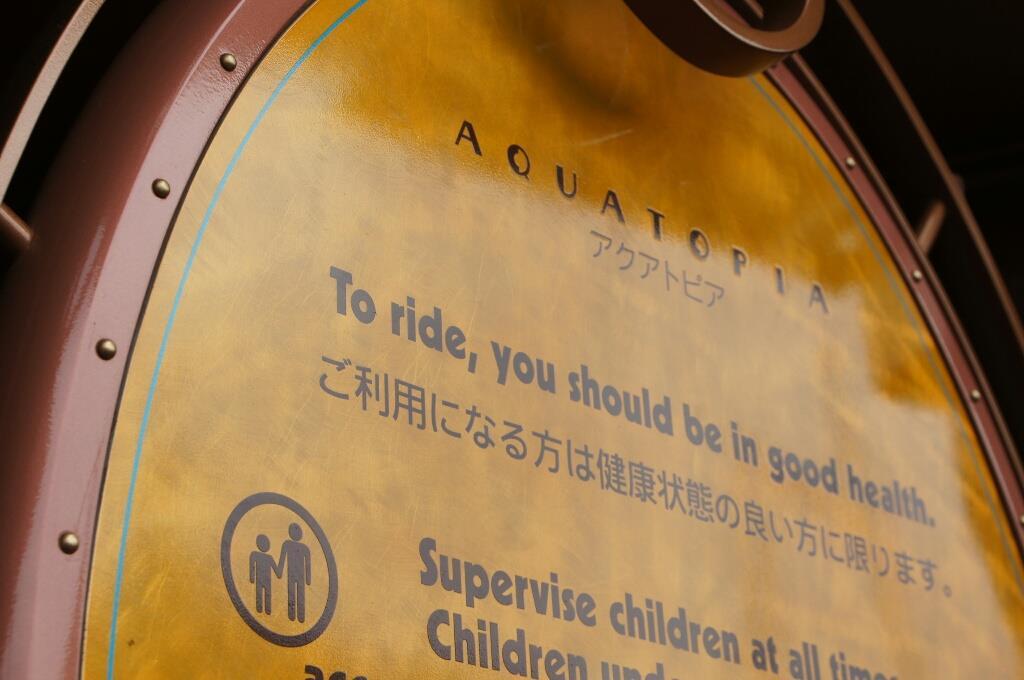 AQUATOPIA
アクアトピア
To ride, you should be in good health.
ご利用になる方は健康状態の良い方に限ります。
Supervise children at all times
Children